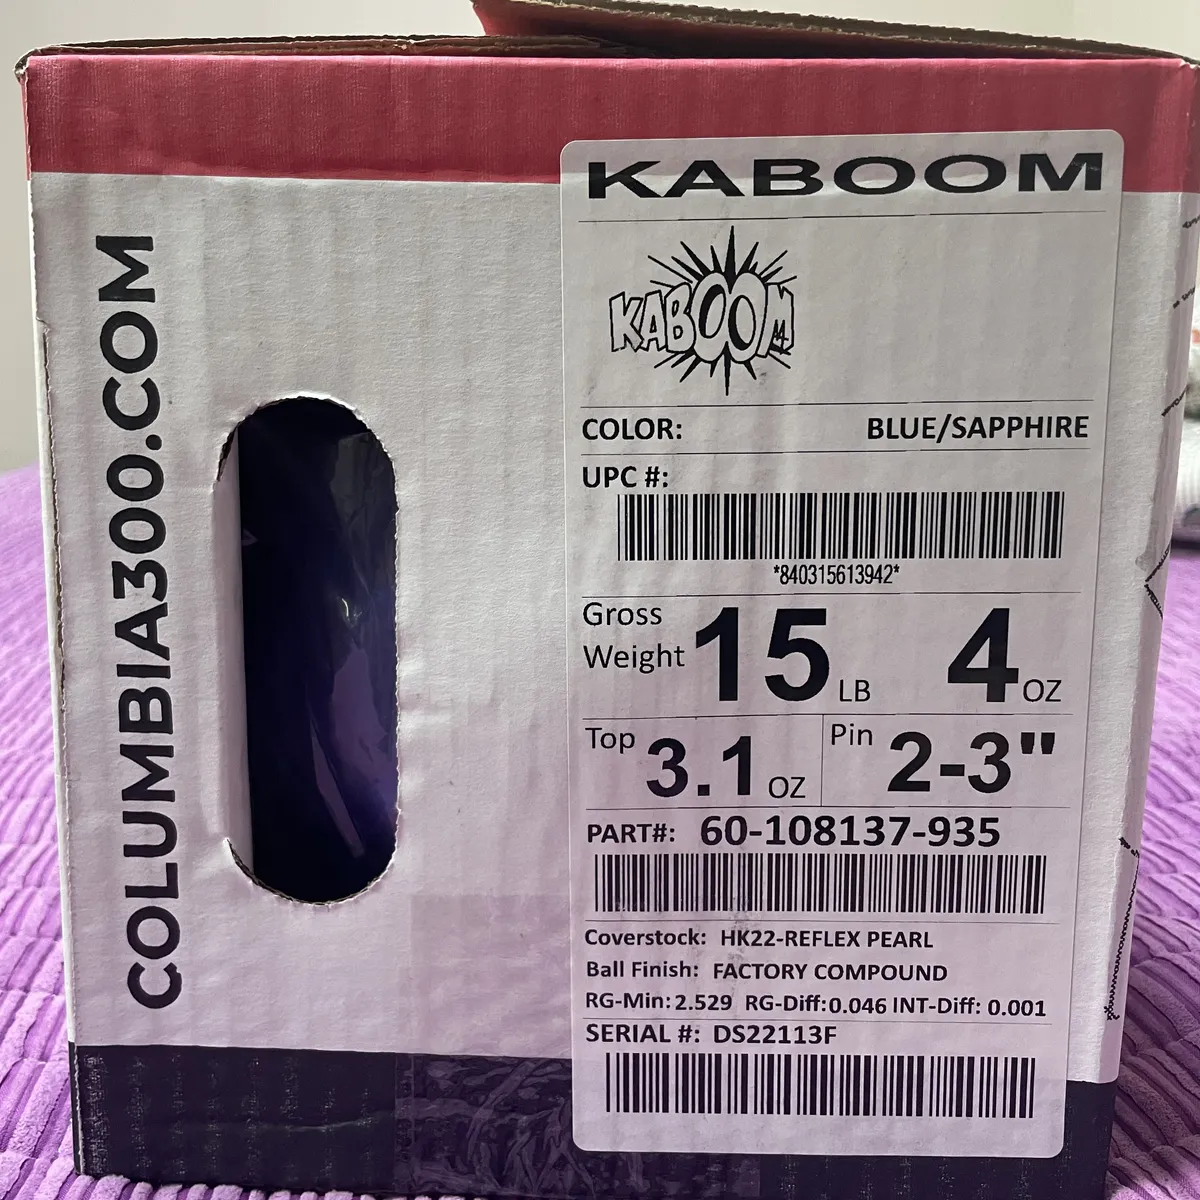 COLUMBIA300.COM
KABOOM
KABOOM
COLOR: BLUE/SAPPHIRE
UPC #:
*840315613942*
Gross
Weight 15 LB 4 OZ
Top 3.1 OZ Pin 2-3"
PART#: 60-108137-935
Coverstock: HK22-REFLEX PEARL
Ball Finish: FACTORY COMPOUND
RG-Min: 2.529 RG-Diff: 0.046 INT-Diff: 0.001
SERIAL #: DS22113F